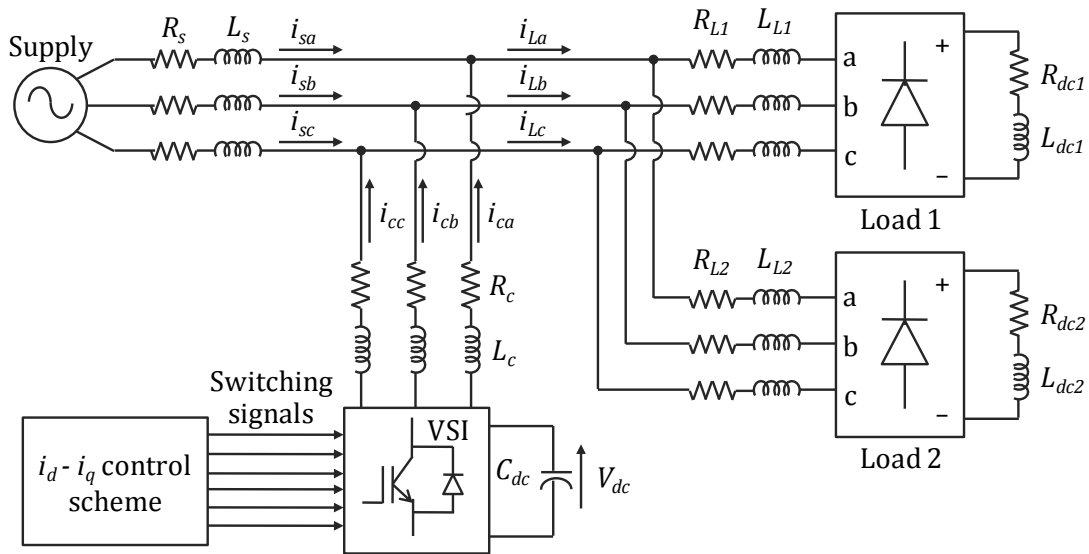 Supply
R_s L_s i_sa i_La R_L1 L_L1
i_sb i_Lb
i_sc i_Lc
a
b
c
+
−
R_dc1
L_dc1
Load 1
i_cc i_cb i_ca
R_c
L_c
R_L2 L_L2
a
b
c
+
−
R_dc2
L_dc2
Load 2
Switching
signals
i_d - i_q control
scheme
VSI
C_dc
V_dc